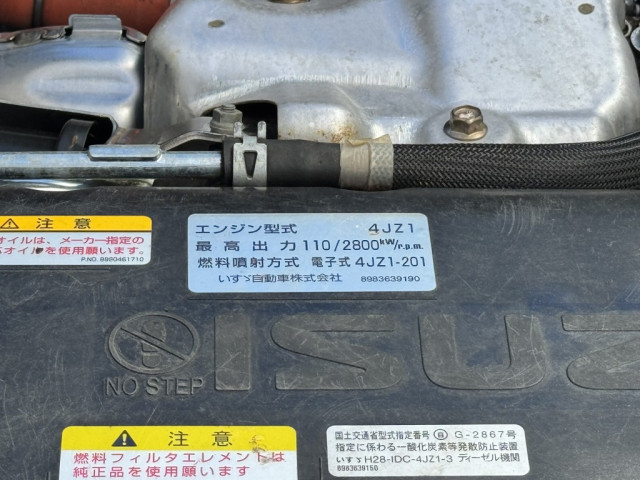 エンジン型式 4JZ1
最高出力 110/2800kW/r.p.m.
燃料噴射方式 電子式 4JZ1-201
いすゞ自動車株式会社 8983639190
注意
オイルは、メーカー指定の
オイルを使用願います。
P.NO. 8980461710
NO STEP
ISUZ
注意
燃料フィルタエレメントは
純正品を使用願います
国土交通省型式指定番号 G-2867号
指定に係わる一酸化炭素等発散防止装置
いすゞH28-IDC-4JZ1-3 ディーゼル機関
8983639150